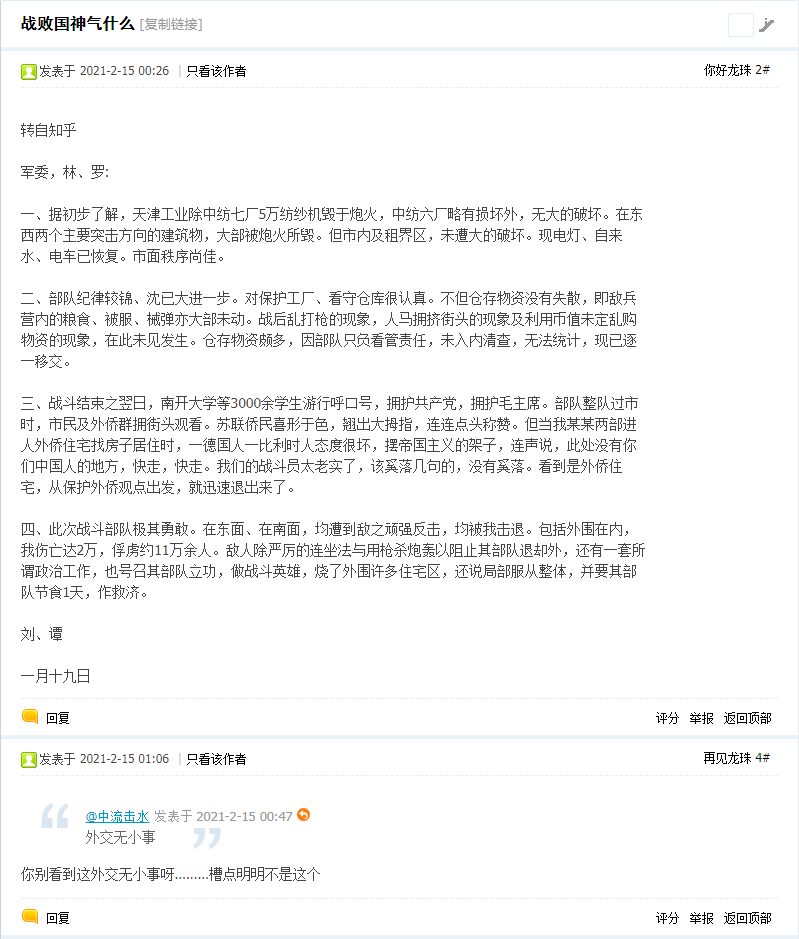 战败国神气什么 [复制链接]
发表于 2021-2-15 00:26 | 只看该作者 你好龙珠 2#
转自知乎
军委，林、罗:
一、据初步了解，天津工业除中纺七厂5万纺纱机毁于炮火，中纺六厂略有损坏外，无大的破坏。在东
西两个主要突击方向的建筑物，大部被炮火所毁。但市内及租界区，未遭大的破坏。现电灯、自来
水、电车已恢复。市面秩序尚佳。
二、部队纪律较锦、沈已大进一步。对保护工厂、看守仓库很认真。不但仓存物资没有失散，即敌兵
营内的粮食、被服、械弹亦大部未动。战后乱打枪的现象，人马拥挤街头的现象及利用币值未定乱购
物资的现象，在此未见发生。仓存物资颇多，因部队只负看管责任，未入内清查，无法统计，现已逐
一移交。
三、战斗结束之翌日，南开大学等3000余学生游行呼口号，拥护共产党，拥护毛主席。部队整队过市
时，市民及外侨群拥街头观看。苏联侨民喜形于色，翘出大拇指，连连点头称赞。但当我某某两部进
人外侨住宅找房子居住时，一德国人一比利时人态度很坏，摆帝国主义的架子，连声说，此处没有你
们中国人的地方，快走，快走。我们的战斗员太老实了，该奚落几句的，没有奚落。看到是外侨住
宅，从保护外侨观点出发，就迅速退出来了。
四、此次战斗部队极其勇敢。在东面、在南面，均遭到敌之顽强反击，均被我击退。包括外围在内，
我伤亡达2万，俘虏约11万余人。敌人除严厉的连坐法与用枪杀炮轰以阻止其部队退却外，还有一套所
谓政治工作，也号召其部队立功，做战斗英雄，烧了外围许多住宅区，还说局部服从整体，并要其部
队节食1天，作救济。
刘、谭
一月十九日
回复 评分 举报 返回顶部
发表于 2021-2-15 01:06 | 只看该作者 再见龙珠 4#
@中流击水 发表于 2021-2-15 00:47
外交无小事
你别看到这外交无小事呀.........槽点明明不是这个
回复 评分 举报 返回顶部